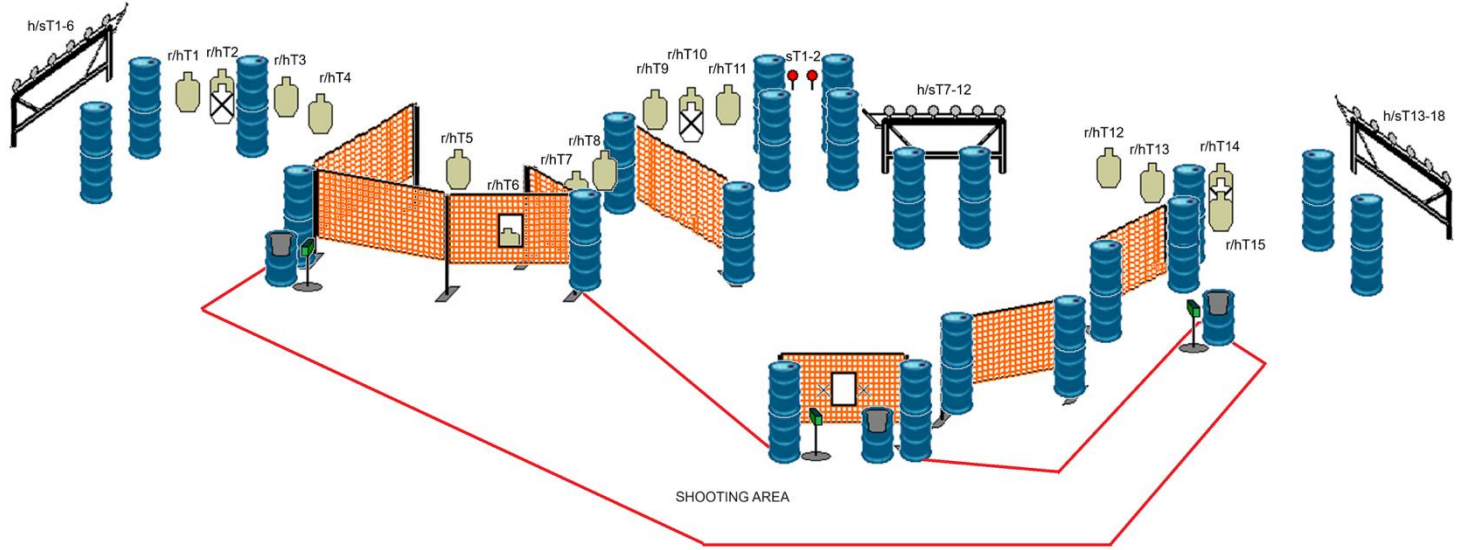 h/sT1-6
r/hT1
r/hT2
r/hT3
r/hT4
r/hT5
r/hT6
r/hT7
r/hT8
r/hT9
r/hT10
r/hT11
sT1-2
h/sT7-12
r/hT12
r/hT13
r/hT14
r/hT15
h/sT13-18
SHOOTING AREA